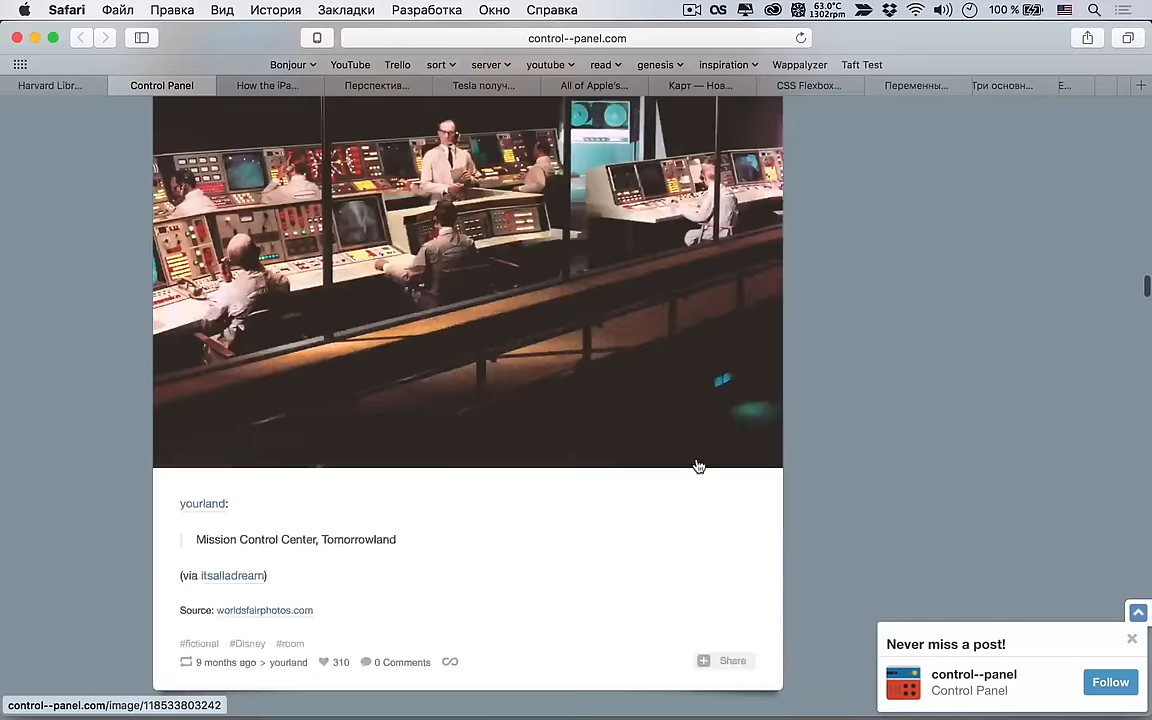 Safari Файл Правка Вид История Закладки Разработка Окно Справка OS 63.0°C 1302rpm 100 %
control--panel.com
Bonjour YouTube Trello sort server youtube read genesis inspiration Wappalyzer Taft Test
Harvard Libr... Control Panel How the iPa... Перспектив... Tesla получ... All of Apple's... Карт — Нов... CSS Flexbox... Переменны... Три основн... E...
yourland:
Mission Control Center, Tomorrowland
(via itsalladream)
Source: worldsfairphotos.com
#fictional #Disney #room
9 months ago > yourland 310 0 Comments Share
Never miss a post!
control--panel
Control Panel
Follow
control--panel.com/image/118533803242